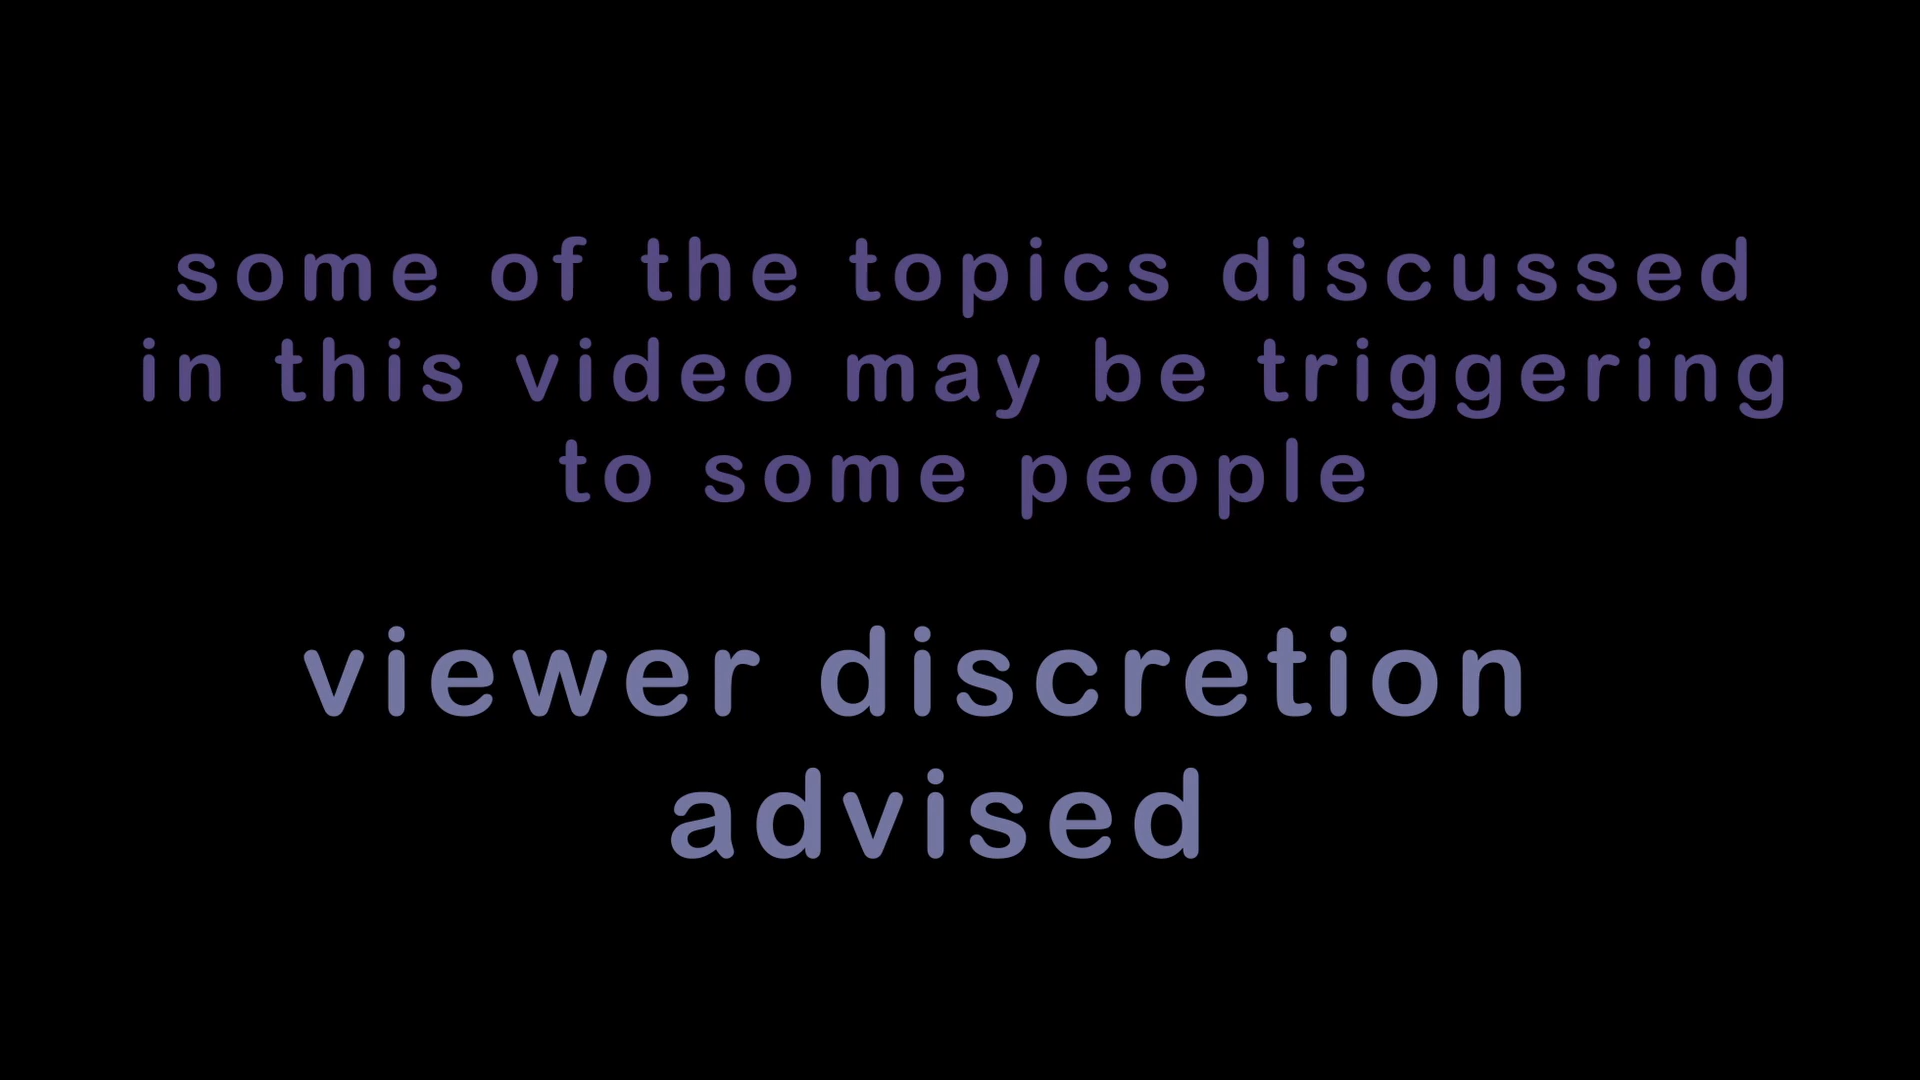 some of the topics discussed
in this video may be triggering
to some people
viewer discretion
advised